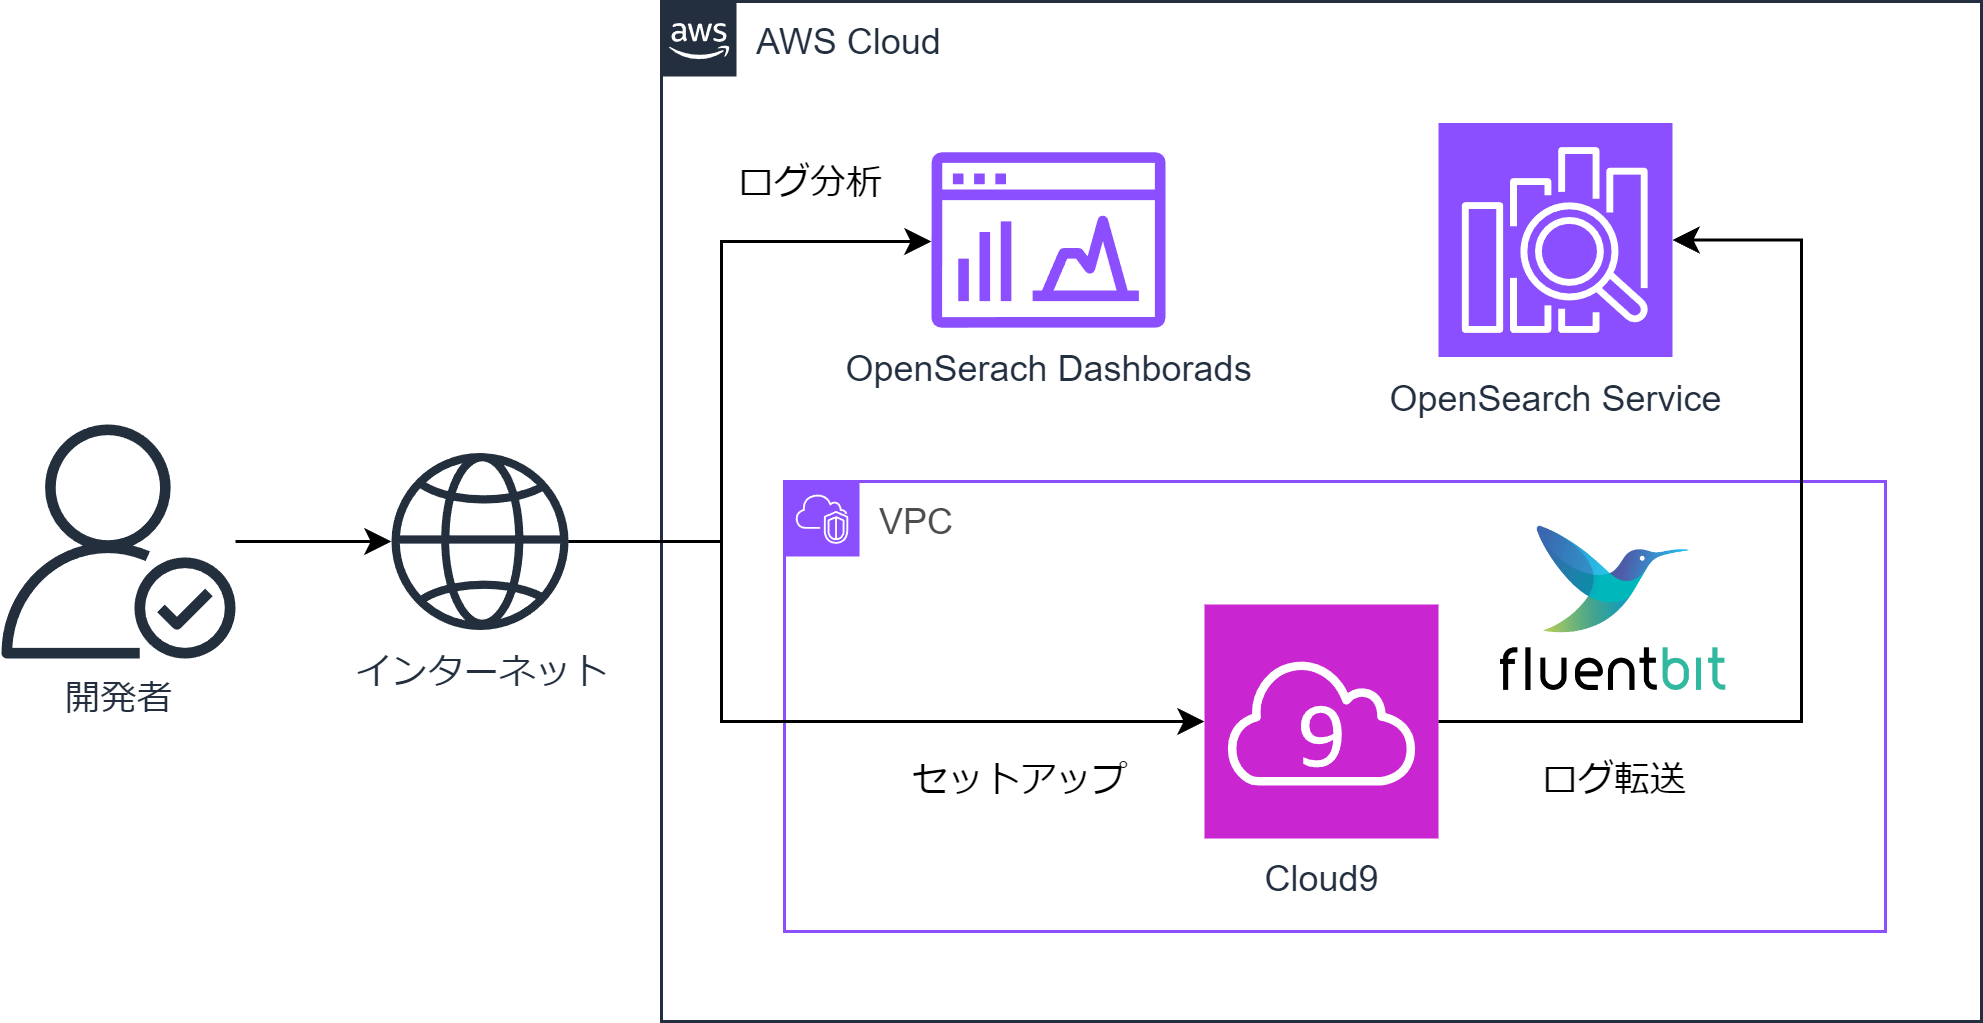 aws
AWS Cloud
ログ分析
OpenSerach Dashborads
OpenSearch Service
VPC
fluentbit
開発者
インターネット
9
セットアップ
ログ転送
Cloud9